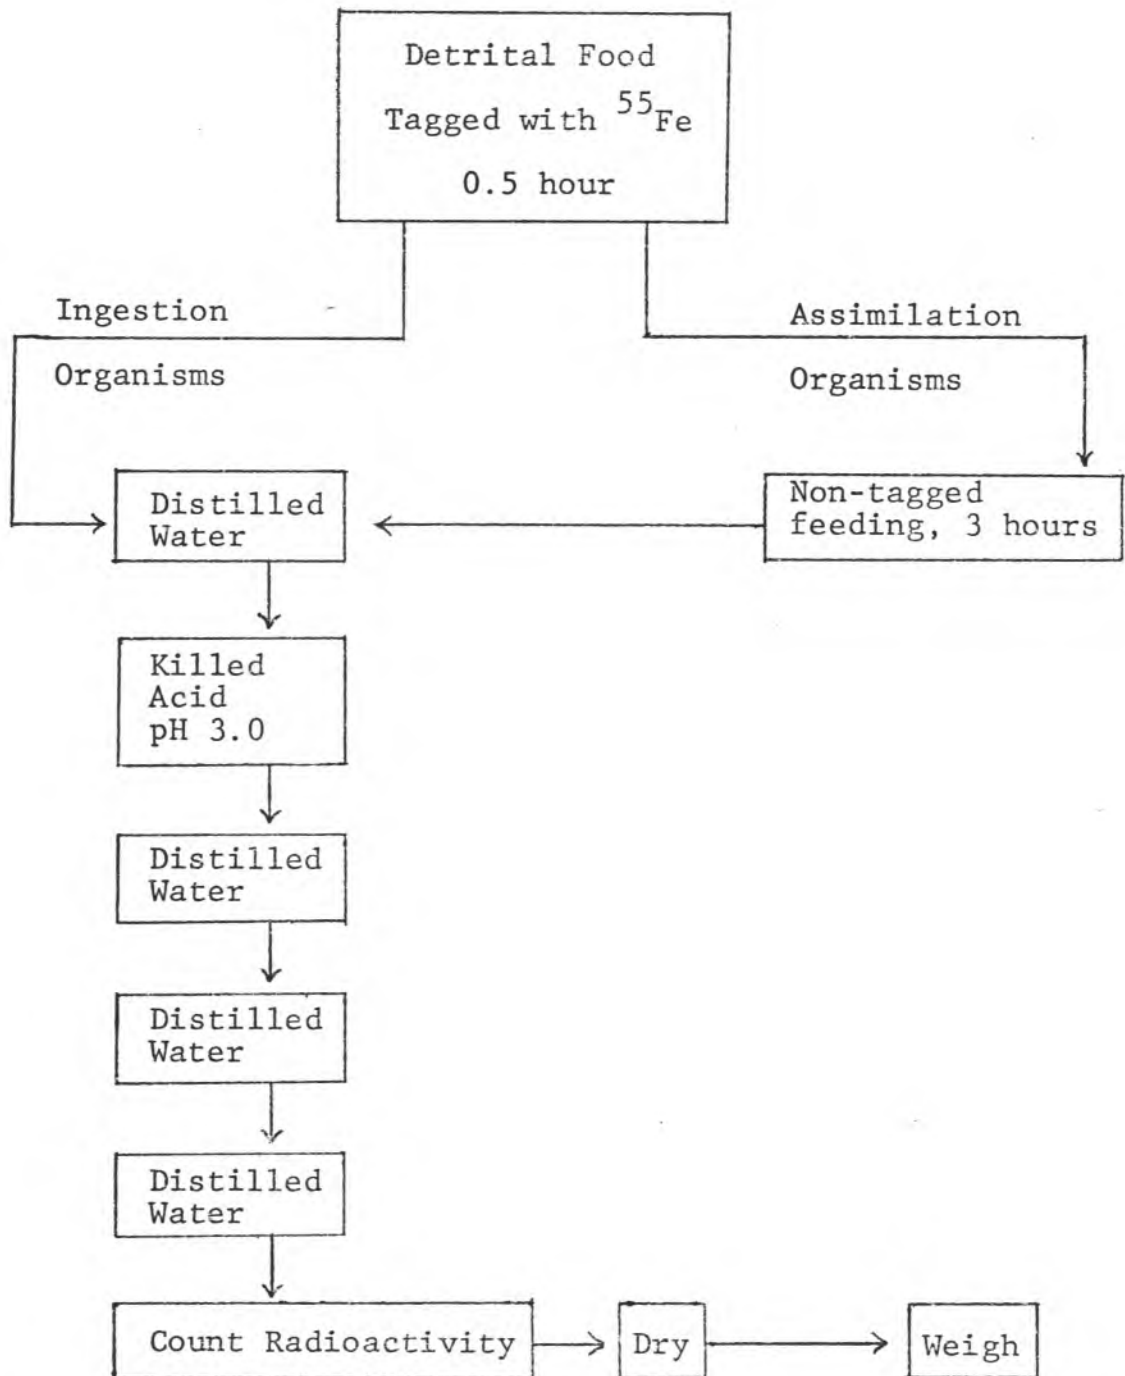 Detrital Food
Tagged with ⁵⁵Fe
0.5 hour
Ingestion
Organisms
Assimilation
Organisms
Distilled
Water
Non-tagged
feeding, 3 hours
Killed
Acid
pH 3.0
Distilled
Water
Distilled
Water
Distilled
Water
Count Radioactivity
Dry
Weigh